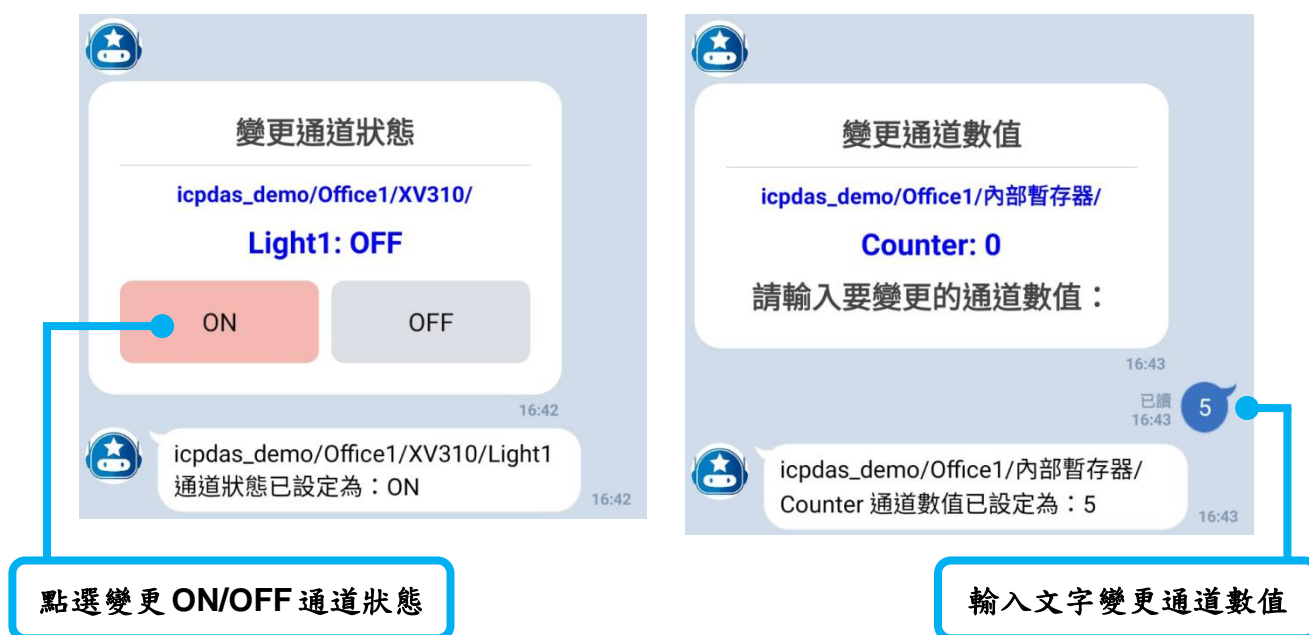 變更通道狀態
icpdas_demo/Office1/XV310/
Light1: OFF
ON
OFF
16:42
icpdas_demo/Office1/XV310/Light1
通道狀態已設定為：ON
16:42
點選變更 ON/OFF 通道狀態
變更通道數值
icpdas_demo/Office1/內部暫存器/
Counter: 0
請輸入要變更的通道數值：
16:43
已讀
16:43
5
icpdas_demo/Office1/內部暫存器/
Counter 通道數值已設定為：5
16:43
輸入文字變更通道數值